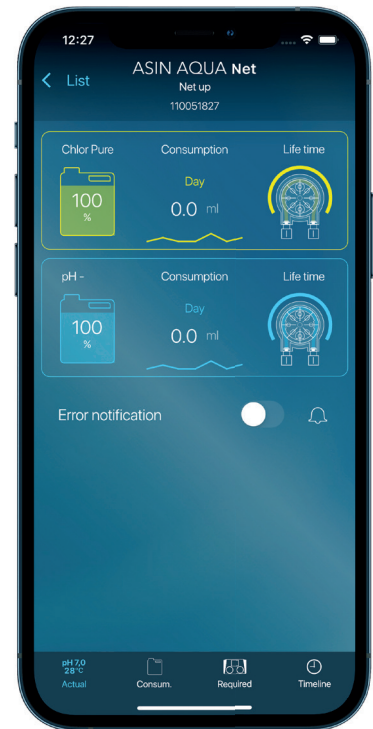 12:27
List
ASIN AQUA Net
Net up
110051827
Chlor Pure
Consumption
Life time
100
%
Day
0.0 ml
pH -
Consumption
Life time
100
%
Day
0.0 ml
Error notification
pH 7,0
28°C
Actual
Consum.
Required
Timeline